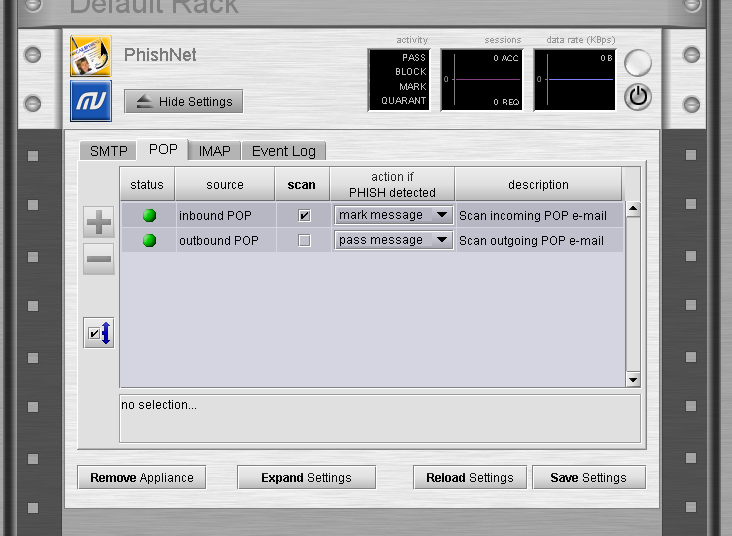 Default Rack
PhishNet
activity
sessions
data rate (KBps)
PASS
BLOCK
MARK
QUARANT
0 ACC
0
0 REQ
0 B
0
Hide Settings
SMTP POP IMAP Event Log
status source scan action if PHISH detected description
inbound POP mark message Scan incoming POP e-mail
outbound POP pass message Scan outgoing POP e-mail
no selection...
Remove Appliance Expand Settings Reload Settings Save Settings